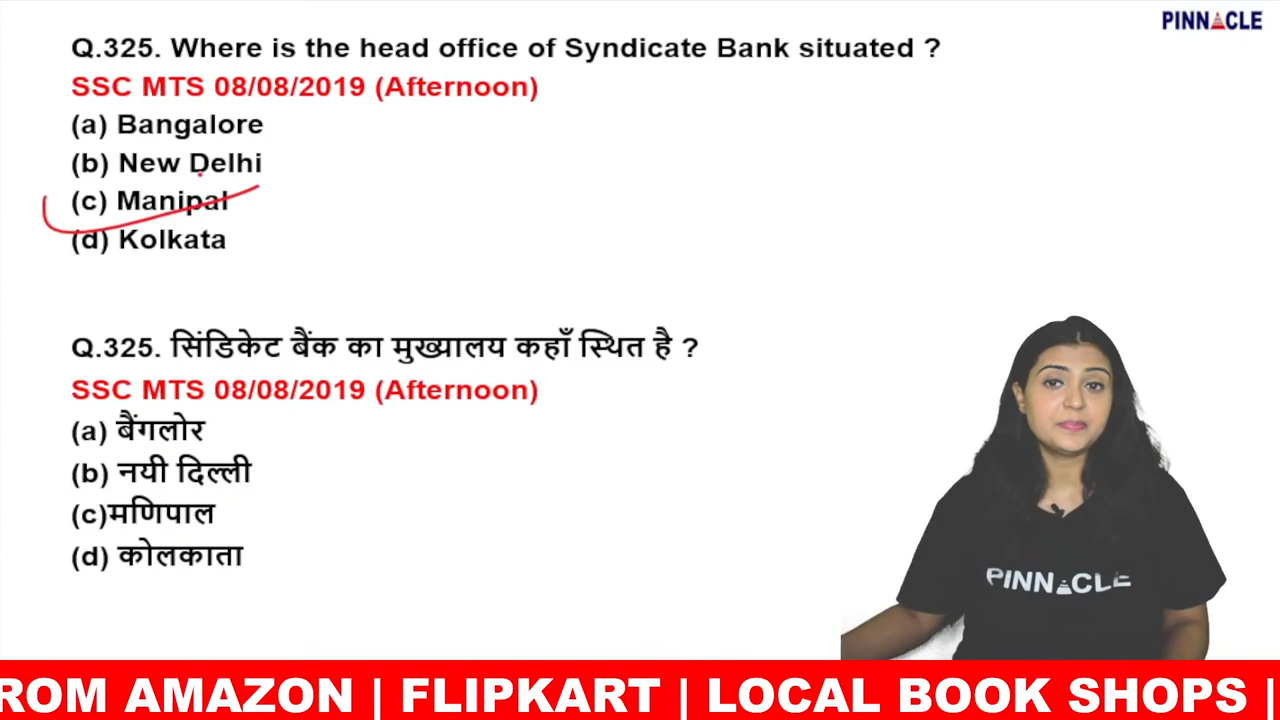 PINNACLE
Q.325. Where is the head office of Syndicate Bank situated ?
SSC MTS 08/08/2019 (Afternoon)
(a) Bangalore
(b) New Delhi
(c) Manipal
(d) Kolkata
Q.325. सिंडिकेट बैंक का मुख्यालय कहाँ स्थित है ?
SSC MTS 08/08/2019 (Afternoon)
(a) बैंगलोर
(b) नयी दिल्ली
(c)मणिपाल
(d) कोलकाता
PINNACLE
ROM AMAZON | FLIPKART | LOCAL BOOK SHOPS |